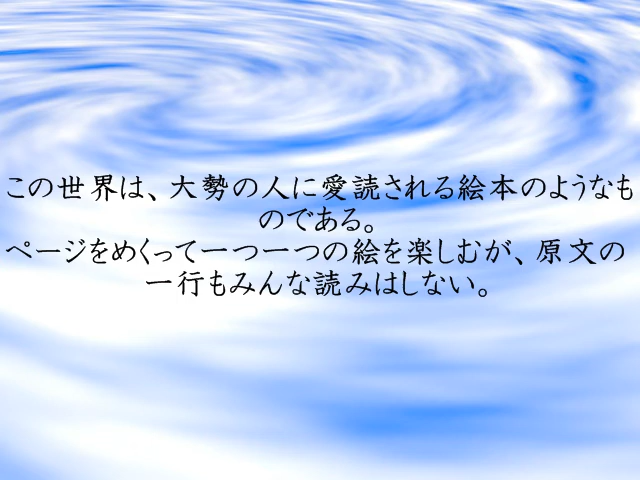 この世界は、大勢の人に愛読される絵本のようなも
のである。
ページをめくって一つ一つの絵を楽しむが、原文の
一行もみんな読みはしない。